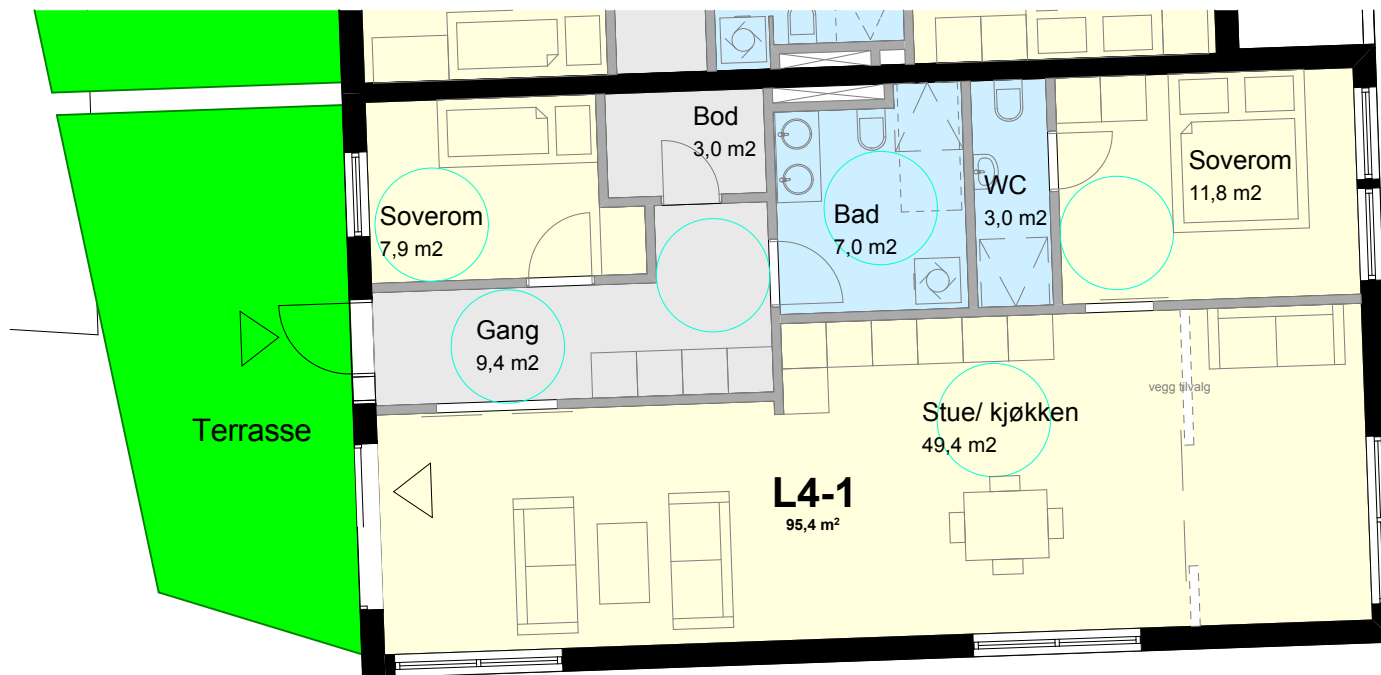 Bod
3,0 m2
Soverom
11,8 m2
WC
3,0 m2
Soverom
7,9 m2
Bad
7,0 m2
Gang
9,4 m2
vegg tilvalg
Stue/ kjøkken
49,4 m2
Terrasse
L4-1
95,4 m²